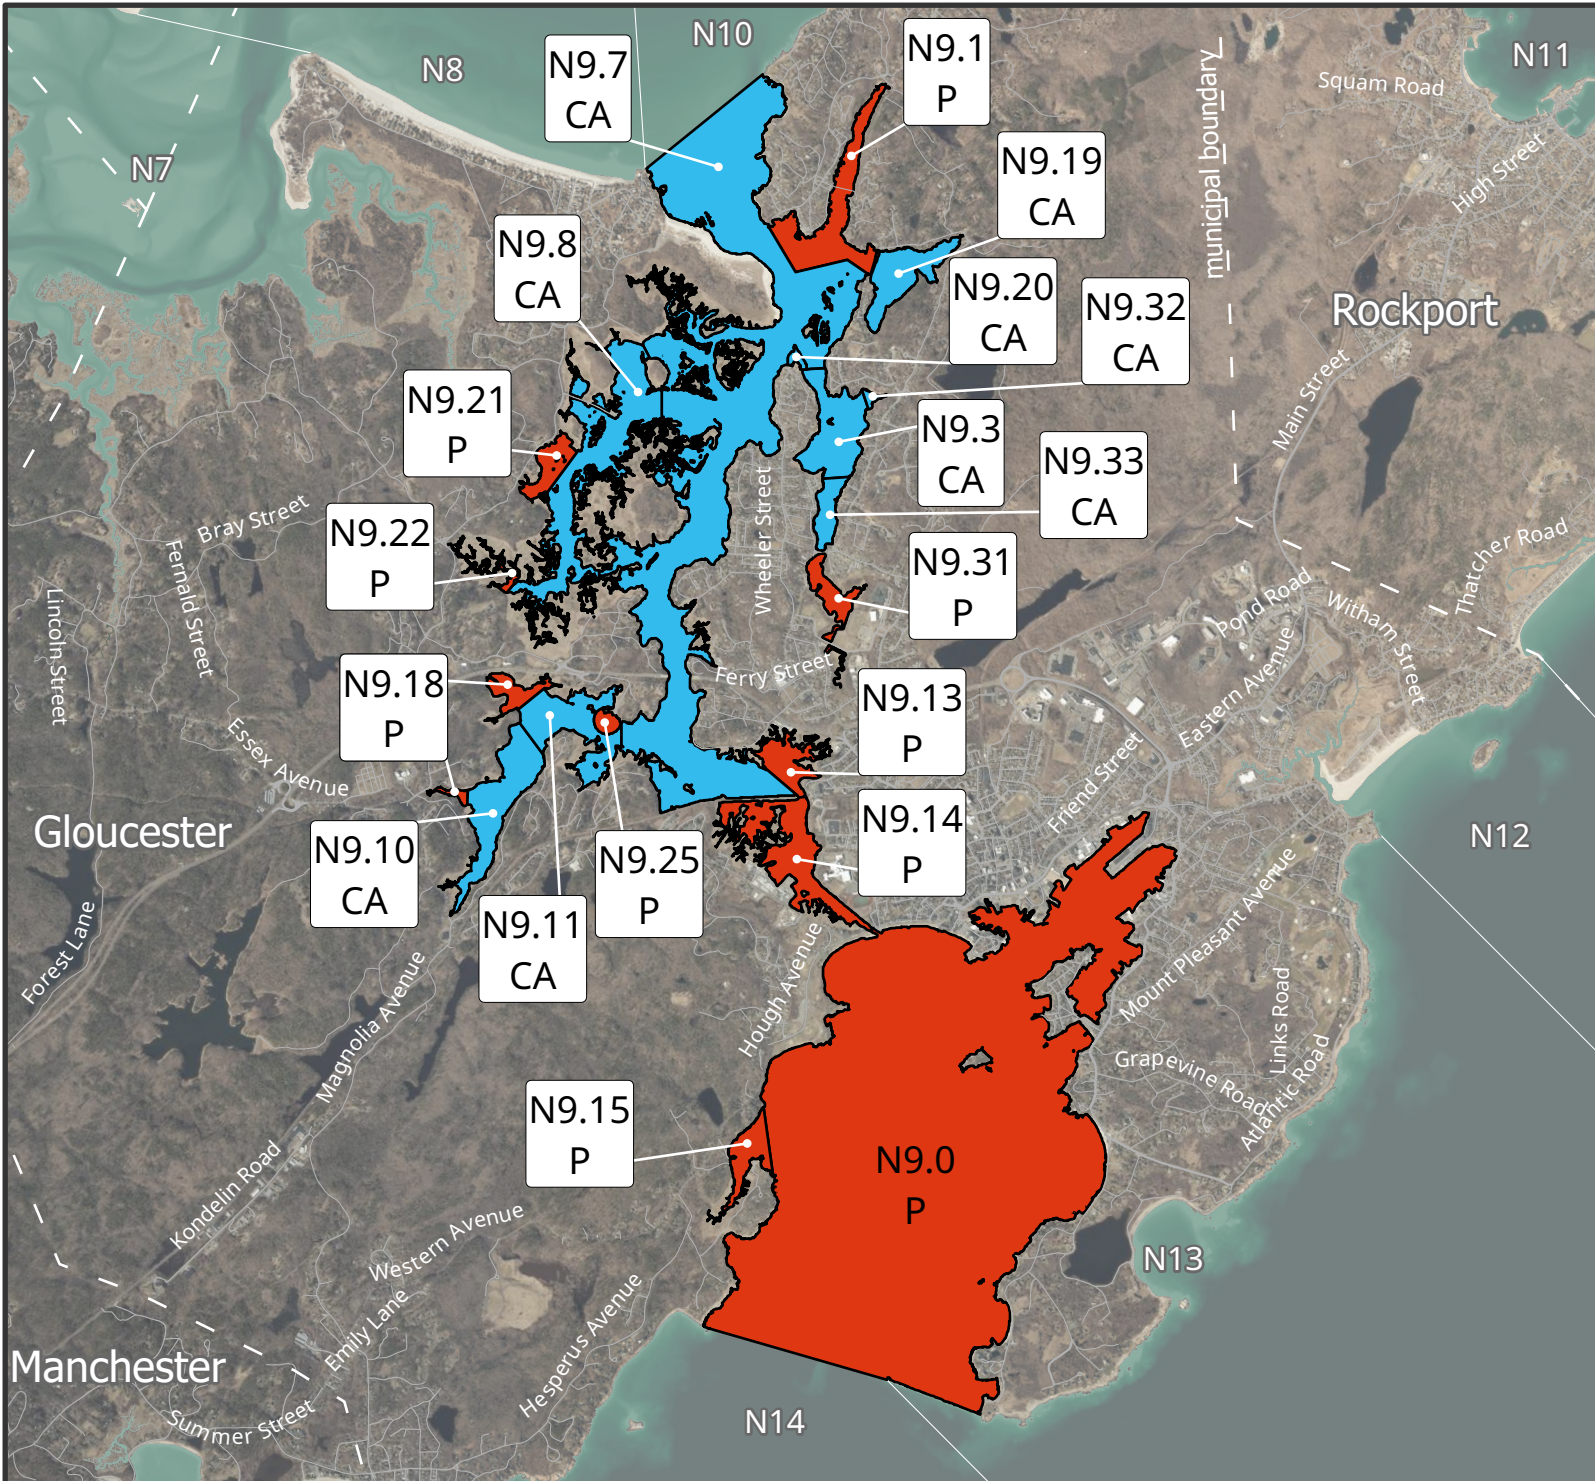 N10
N11
N8
N7
N9.7
CA
N9.1
P
Squam Road
municipal boundary
High Street
N9.19
CA
N9.8
CA
N9.20
CA
N9.32
CA
Rockport
Main Street
N9.21
P
N9.3
CA
N9.33
CA
Wheeler Street
Bray Street
Fernald Street
Lincoln Street
N9.22
P
N9.31
P
Thatcher Road
Pond Road
Witham Street
Eastern Avenue
Ferry Street
N9.18
P
N9.13
P
Essex Avenue
Friend Street
Gloucester
N9.10
CA
N9.11
CA
N9.25
P
N9.14
P
N12
Forest Lane
Magnolia Avenue
Hough Avenue
Mount Pleasant Avenue
Links Road
Grapevine Road
Atlantic Road
N9.15
P
N9.0
P
Kondelin Road
Western Avenue
N13
Emily Lane
Hesperus Avenue
Manchester
Summer Street
N14